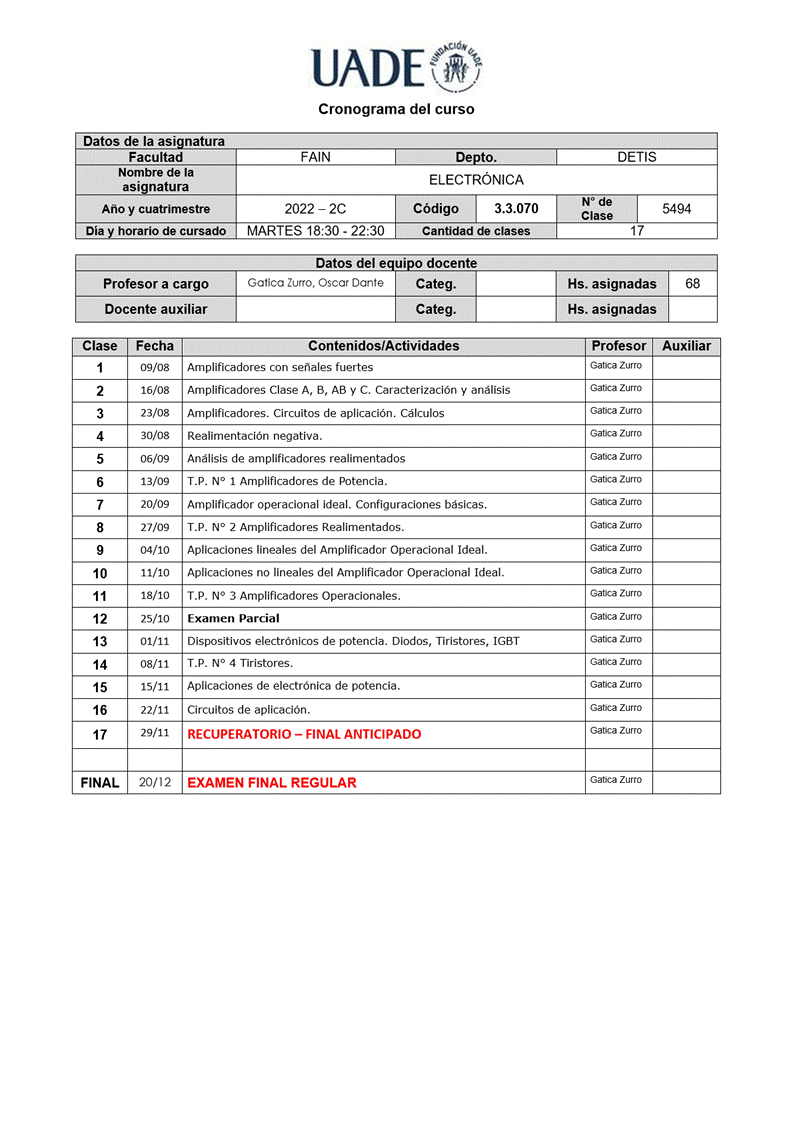 UADE
FUNDACIÓN UADE
Cronograma del curso
Datos de la asignatura
Facultad FAIN Depto. DETIS
Nombre de la asignatura ELECTRÓNICA
Año y cuatrimestre 2022 – 2C Código 3.3.070 N° de Clase 5494
Día y horario de cursado MARTES 18:30 - 22:30 Cantidad de clases 17
Datos del equipo docente
Profesor a cargo Gatica Zurro, Oscar Dante Categ. Hs. asignadas 68
Docente auxiliar Categ. Hs. asignadas
Clase Fecha Contenidos/Actividades Profesor Auxiliar
1 09/08 Amplificadores con señales fuertes Gatica Zurro
2 16/08 Amplificadores Clase A, B, AB y C. Caracterización y análisis Gatica Zurro
3 23/08 Amplificadores. Circuitos de aplicación. Cálculos Gatica Zurro
4 30/08 Realimentación negativa. Gatica Zurro
5 06/09 Análisis de amplificadores realimentados Gatica Zurro
6 13/09 T.P. N° 1 Amplificadores de Potencia. Gatica Zurro
7 20/09 Amplificador operacional ideal. Configuraciones básicas. Gatica Zurro
8 27/09 T.P. N° 2 Amplificadores Realimentados. Gatica Zurro
9 04/10 Aplicaciones lineales del Amplificador Operacional Ideal. Gatica Zurro
10 11/10 Aplicaciones no lineales del Amplificador Operacional Ideal. Gatica Zurro
11 18/10 T.P. N° 3 Amplificadores Operacionales. Gatica Zurro
12 25/10 Examen Parcial Gatica Zurro
13 01/11 Dispositivos electrónicos de potencia. Diodos, Tiristores, IGBT Gatica Zurro
14 08/11 T.P. N° 4 Tiristores. Gatica Zurro
15 15/11 Aplicaciones de electrónica de potencia. Gatica Zurro
16 22/11 Circuitos de aplicación. Gatica Zurro
17 29/11 RECUPERATORIO – FINAL ANTICIPADO Gatica Zurro
FINAL 20/12 EXAMEN FINAL REGULAR Gatica Zurro